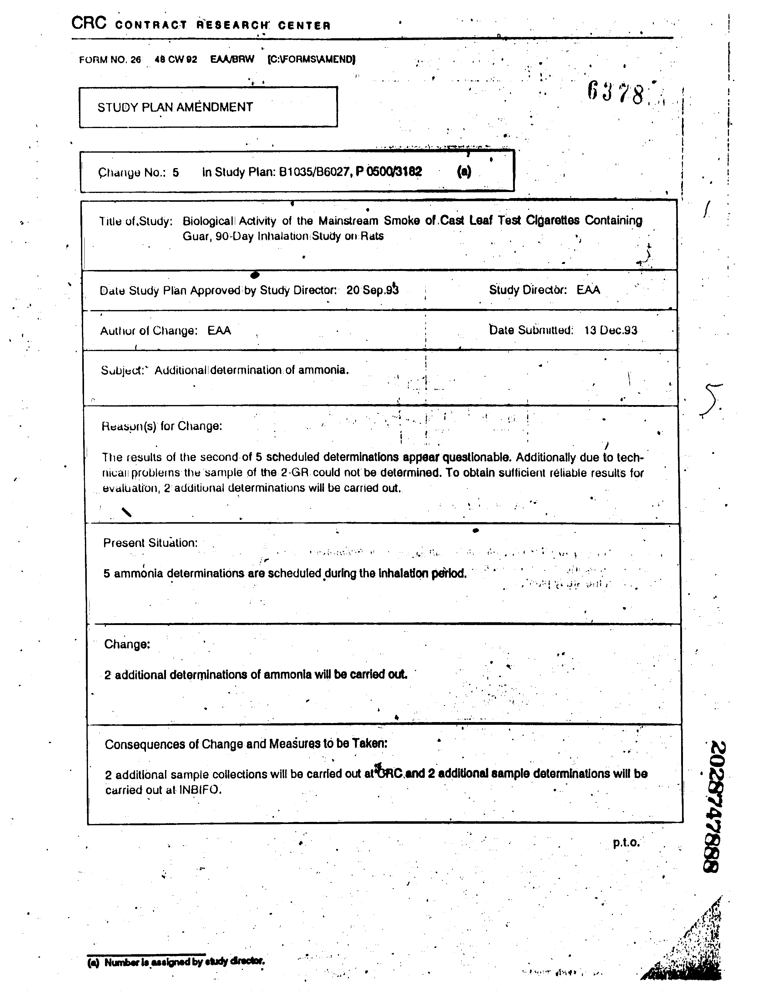 CRC CONTRACT RESEARCH CENTER
FORM NO. 26 48 CW 92 EAA/BRW [C:\FORMS\AMEND]
6378
STUDY PLAN AMENDMENT
Change No.: 5 In Study Plan: B1035/B6027, P 0500/3182 (a)
Title of Study: Biological Activity of the Mainstream Smoke of Cast Leaf Test Cigarettes Containing
Guar, 90-Day Inhalation Study on Rats
Date Study Plan Approved by Study Director: 20 Sep.93 Study Director: EAA
Author of Change: EAA Date Submitted: 13 Dec.93
Subject: Additional determination of ammonia.
5.
Reason(s) for Change:
The results of the second of 5 scheduled determinations appear questionable. Additionally due to tech-
nical problems the sample of the 2-GR could not be determined. To obtain sufficient reliable results for
evaluation, 2 additional determinations will be carried out.
Present Situation:
5 ammonia determinations are scheduled during the inhalation period.
Change:
2 additional determinations of ammonia will be carried out.
Consequences of Change and Measures to be Taken:
2 additional sample collections will be carried out at CRC and 2 additional sample determinations will be
carried out at INBIFO.
p.t.o.
2028747888
(a) Number is assigned by study director.